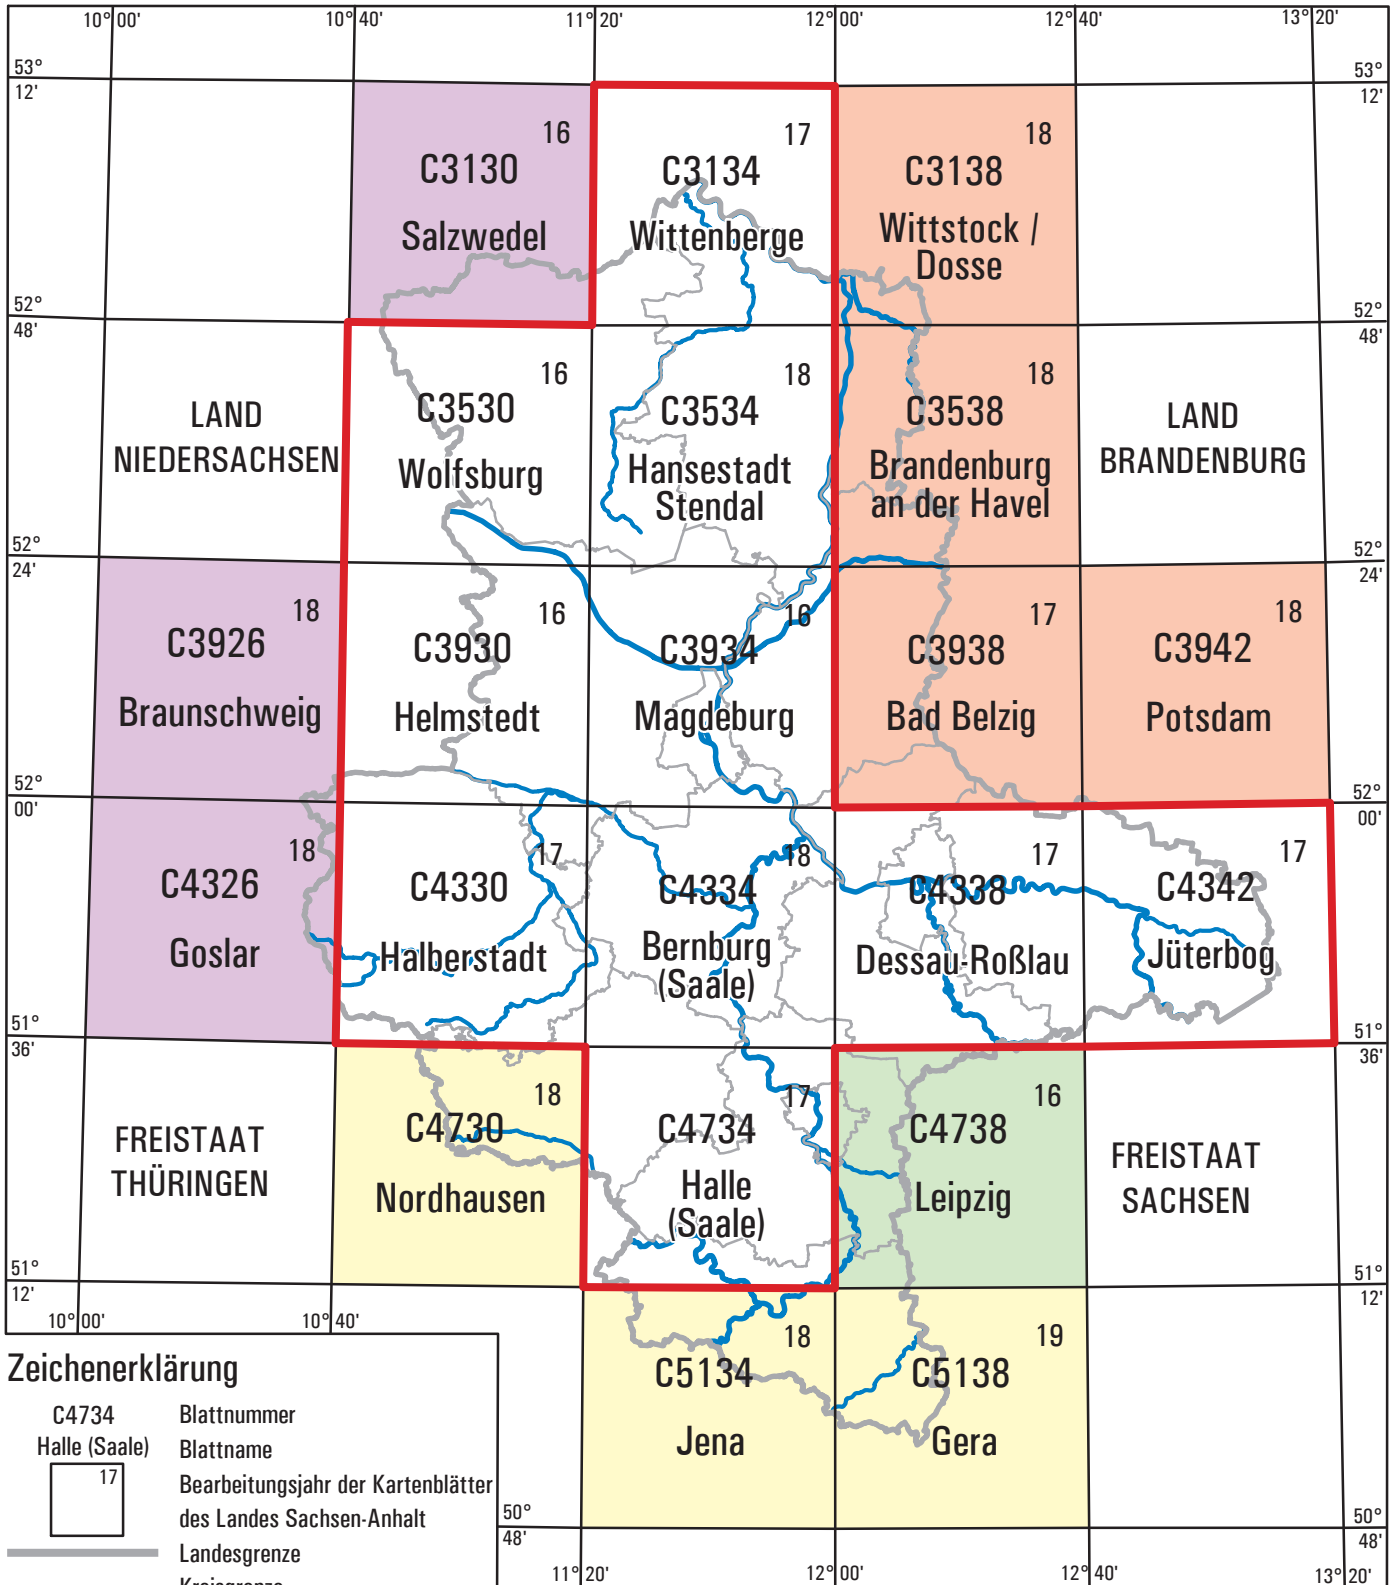 10°00' 10°40' 11°20' 12°00' 12°40' 13°20'
53° 53°
12' 12'
16 17 18
C3130 C3134 C3138
Salzwedel Wittenberge Wittstock /
Dosse
52° 52°
48' 48'
16 18 18
LAND C3530 C3534 C3538 LAND
NIEDERSACHSEN Wolfsburg Hansestadt Brandenburg BRANDENBURG
Stendal an der Havel
52° 52°
24' 24'
18 16 16 17 18
C3926 C3930 C3934 C3938 C3942
Braunschweig Helmstedt Magdeburg Bad Belzig Potsdam
52° 52°
00' 00'
18 17 18 17 17
C4326 C4330 C4334 C4338 C4342
Goslar Halberstadt Bernburg Dessau-Roßlau Jüterbog
(Saale)
51° 51°
36' 36'
18 17 16
FREISTAAT C4730 C4734 C4738 FREISTAAT
THÜRINGEN Nordhausen Halle Leipzig SACHSEN
(Saale)
51° 51°
12' 12'
10°00' 10°40'
18 19
C5134 C5138
Jena Gera
50° 50°
48' 48'
11°20' 12°00' 12°40' 13°20'
Zeichenerklärung
C4734 Blattnummer
Halle (Saale) Blattname
17 Bearbeitungsjahr der Kartenblätter
des Landes Sachsen-Anhalt
Landesgrenze
Kreisgrenze